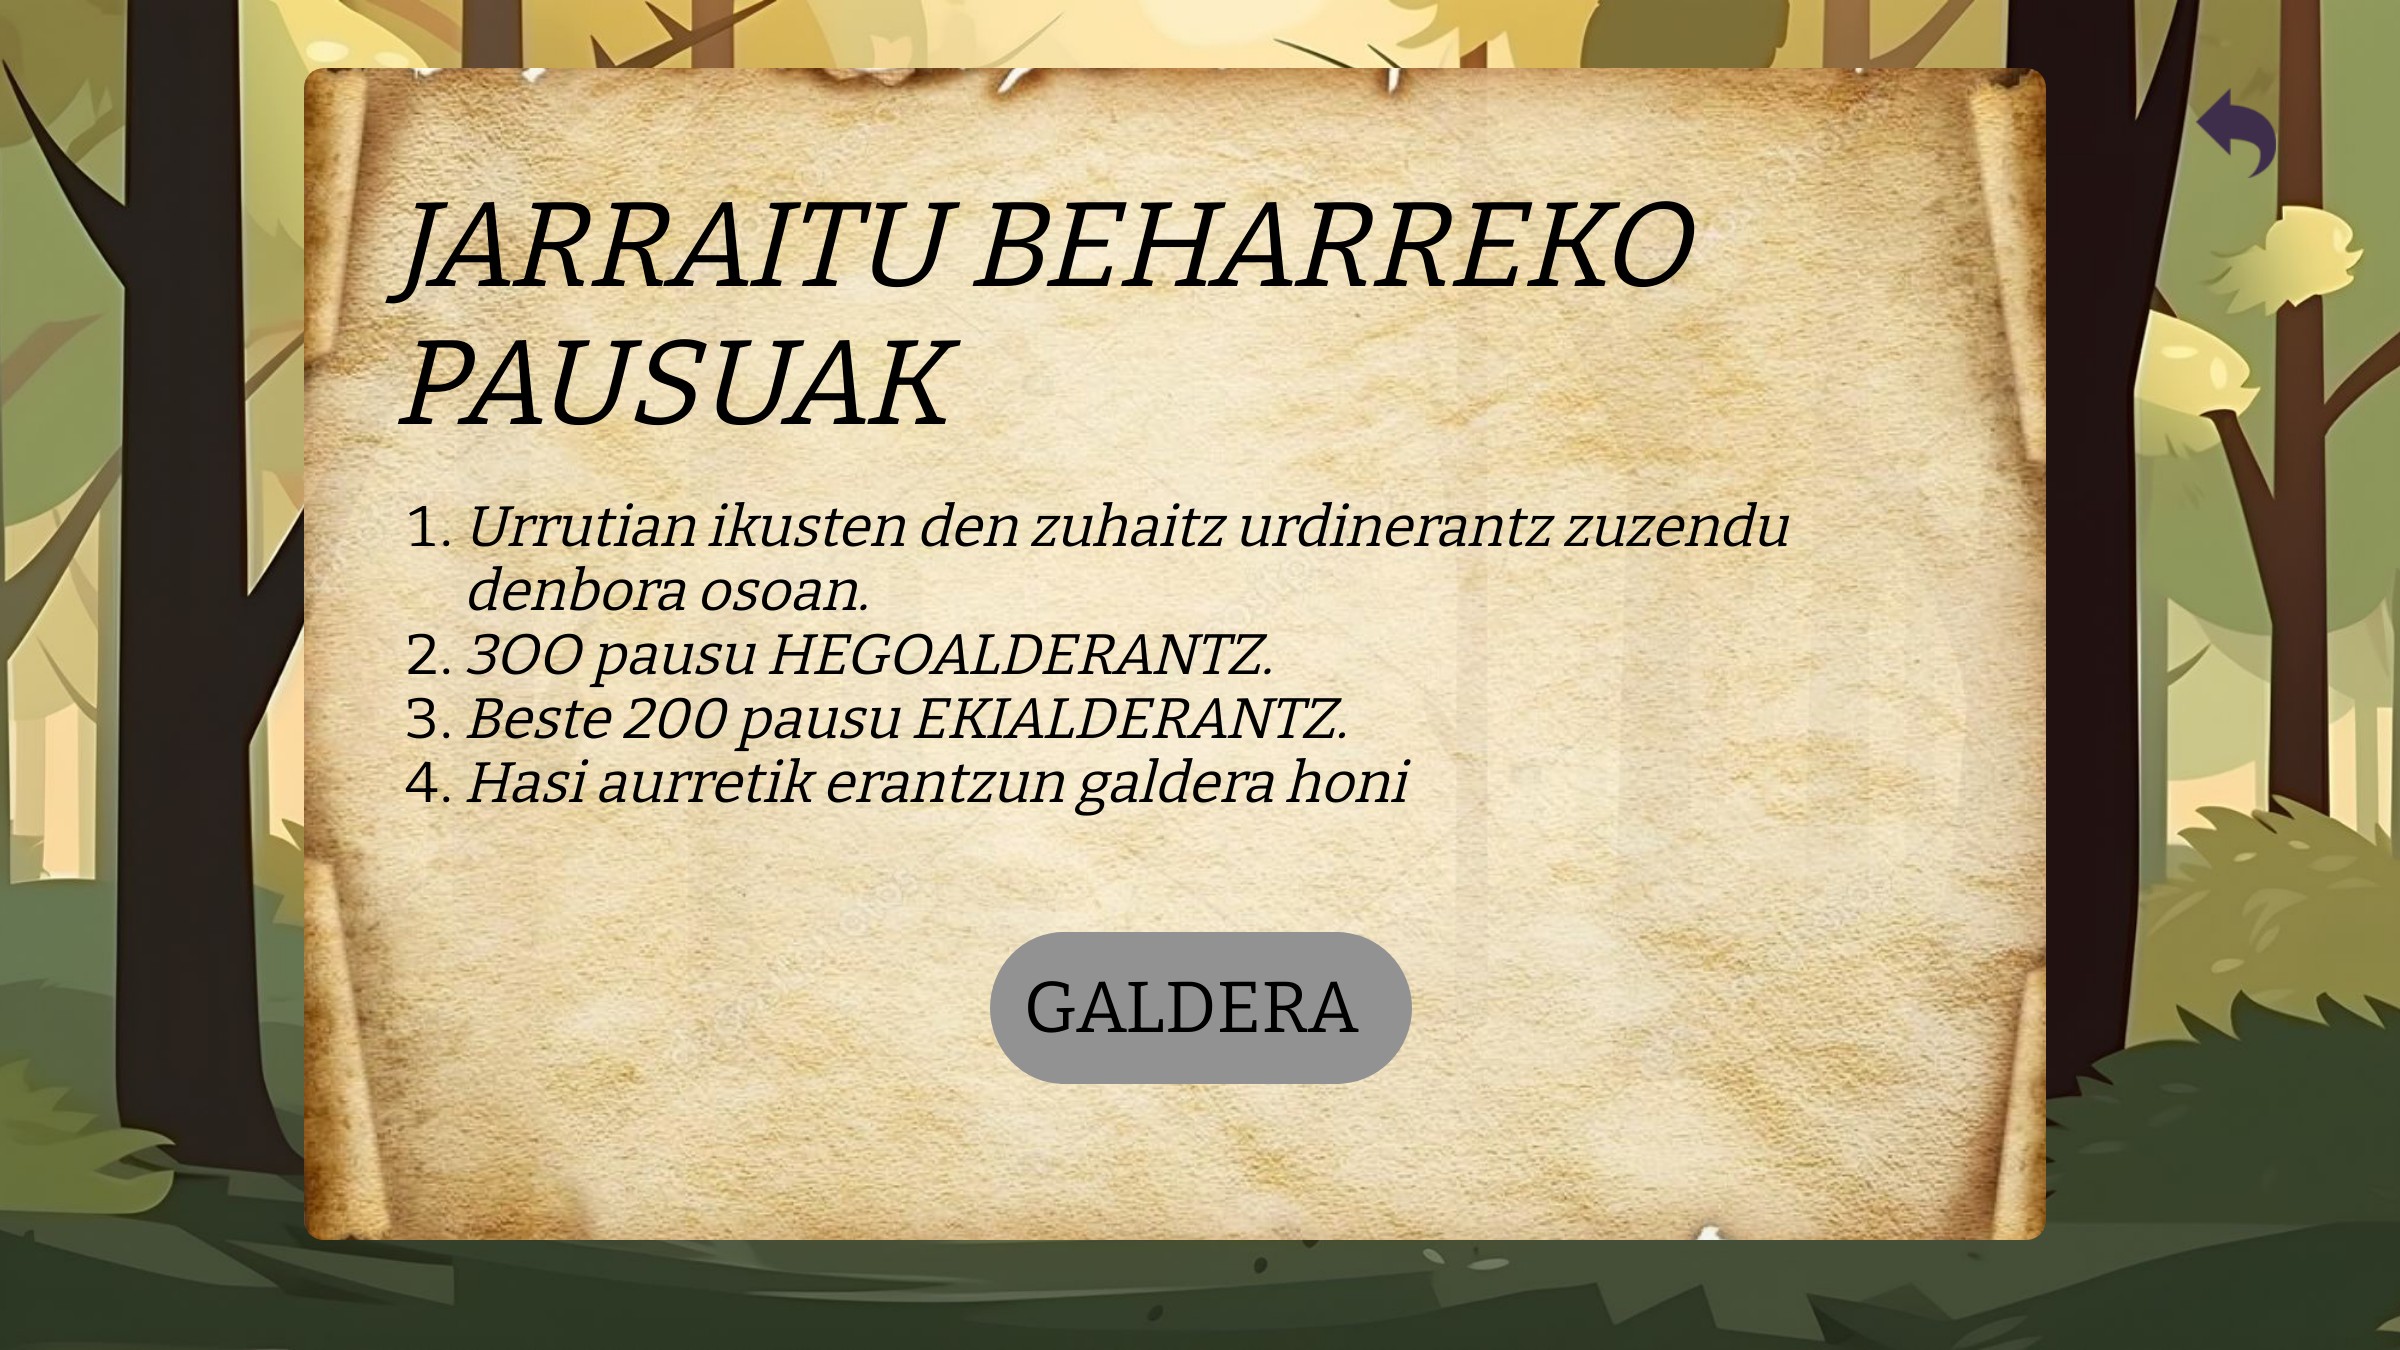 JARRAITU BEHARREKO
PAUSUAK
1. Urrutian ikusten den zuhaitz urdinerantz zuzendu
denbora osoan.
2. 300 pausu HEGOALDERANTZ.
3. Beste 200 pausu EKIALDERANTZ.
4. Hasi aurretik erantzun galdera honi
GALDERA